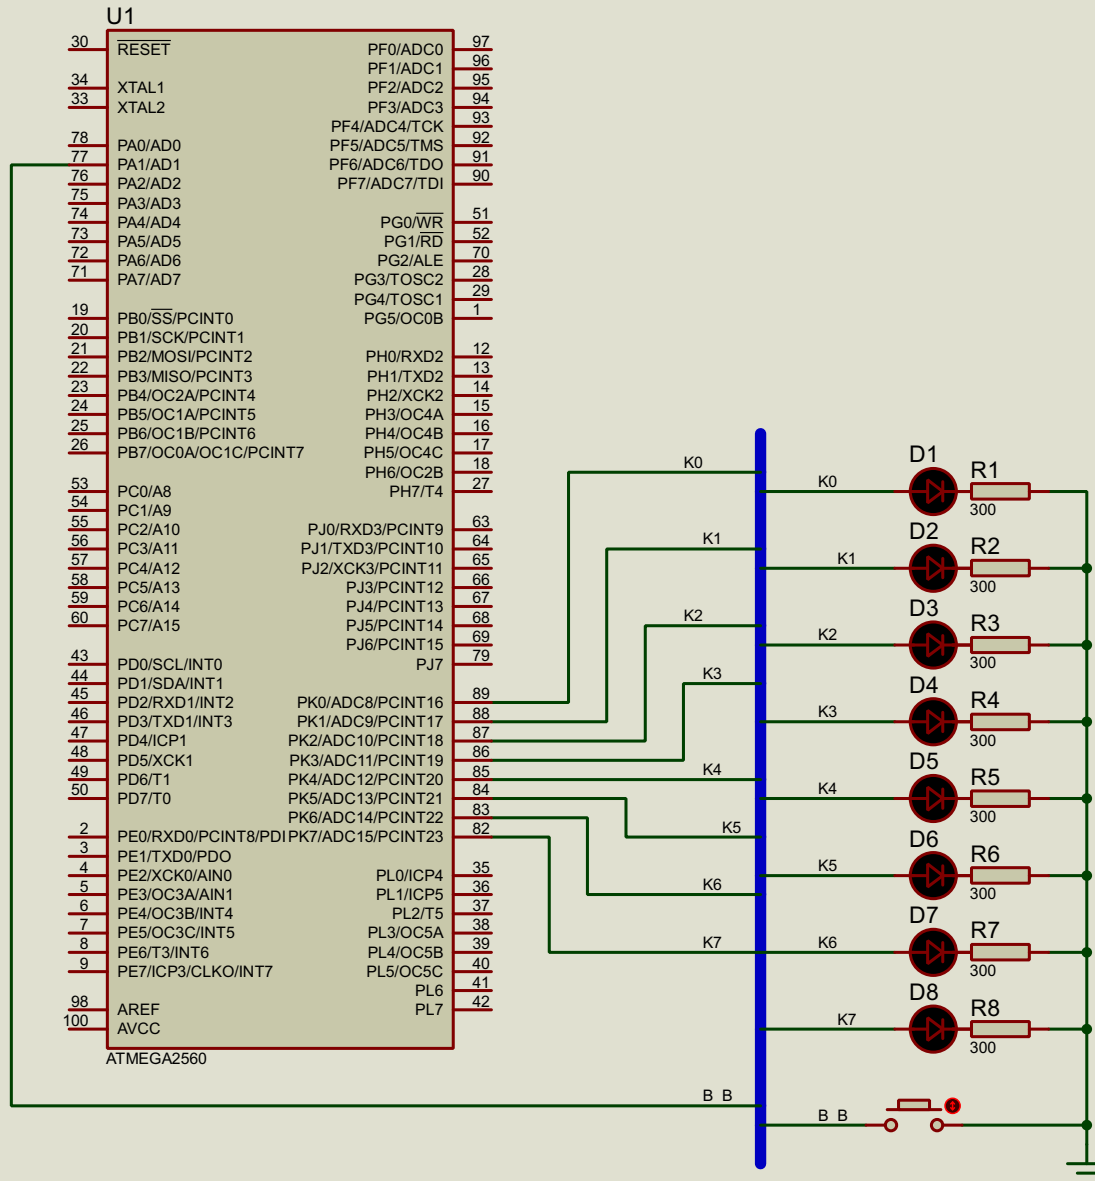 U1
30 RESET
34 XTAL1
33 XTAL2
78 PA0/AD0
77 PA1/AD1
76 PA2/AD2
75 PA3/AD3
74 PA4/AD4
73 PA5/AD5
72 PA6/AD6
71 PA7/AD7
19 PB0/SS/PCINT0
20 PB1/SCK/PCINT1
21 PB2/MOSI/PCINT2
22 PB3/MISO/PCINT3
23 PB4/OC2A/PCINT4
24 PB5/OC1A/PCINT5
25 PB6/OC1B/PCINT6
26 PB7/OC0A/OC1C/PCINT7
53 PC0/A8
54 PC1/A9
55 PC2/A10
56 PC3/A11
57 PC4/A12
58 PC5/A13
59 PC6/A14
60 PC7/A15
43 PD0/SCL/INT0
44 PD1/SDA/INT1
45 PD2/RXD1/INT2
46 PD3/TXD1/INT3
47 PD4/ICP1
48 PD5/XCK1
49 PD6/T1
50 PD7/T0
2 PE0/RXD0/PCINT8/PDI
3 PE1/TXD0/PDO
4 PE2/XCK0/AIN0
5 PE3/OC3A/AIN1
6 PE4/OC3B/INT4
7 PE5/OC3C/INT5
8 PE6/T3/INT6
9 PE7/ICP3/CLKO/INT7
98 AREF
100 AVCC
ATMEGA2560
PF0/ADC0 97
PF1/ADC1 96
PF2/ADC2 95
PF3/ADC3 94
PF4/ADC4/TCK 93
PF5/ADC5/TMS 92
PF6/ADC6/TDO 91
PF7/ADC7/TDI 90
PG0/WR 51
PG1/RD 52
PG2/ALE 70
PG3/TOSC2 28
PG4/TOSC1 29
PG5/OC0B 1
PH0/RXD2 12
PH1/TXD2 13
PH2/XCK2 14
PH3/OC4A 15
PH4/OC4B 16
PH5/OC4C 17
PH6/OC2B 18
PH7/T4 27
PJ0/RXD3/PCINT9 63
PJ1/TXD3/PCINT10 64
PJ2/XCK3/PCINT11 65
PJ3/PCINT12 66
PJ4/PCINT13 67
PJ5/PCINT14 68
PJ6/PCINT15 69
PJ7 79
PK0/ADC8/PCINT16 89
PK1/ADC9/PCINT17 88
PK2/ADC10/PCINT18 87
PK3/ADC11/PCINT19 86
PK4/ADC12/PCINT20 85
PK5/ADC13/PCINT21 84
PK6/ADC14/PCINT22 83
PK7/ADC15/PCINT23 82
PL0/ICP4 35
PL1/ICP5 36
PL2/T5 37
PL3/OC5A 38
PL4/OC5B 39
PL5/OC5C 40
PL6 41
PL7 42
K0
K1
K2
K3
K4
K5
K6
K7
B B
K0
D1
R1
300
K1
D2
R2
300
K2
D3
R3
300
K3
D4
R4
300
K4
D5
R5
300
K5
D6
R6
300
K6
D7
R7
300
K7
D8
R8
300
B B